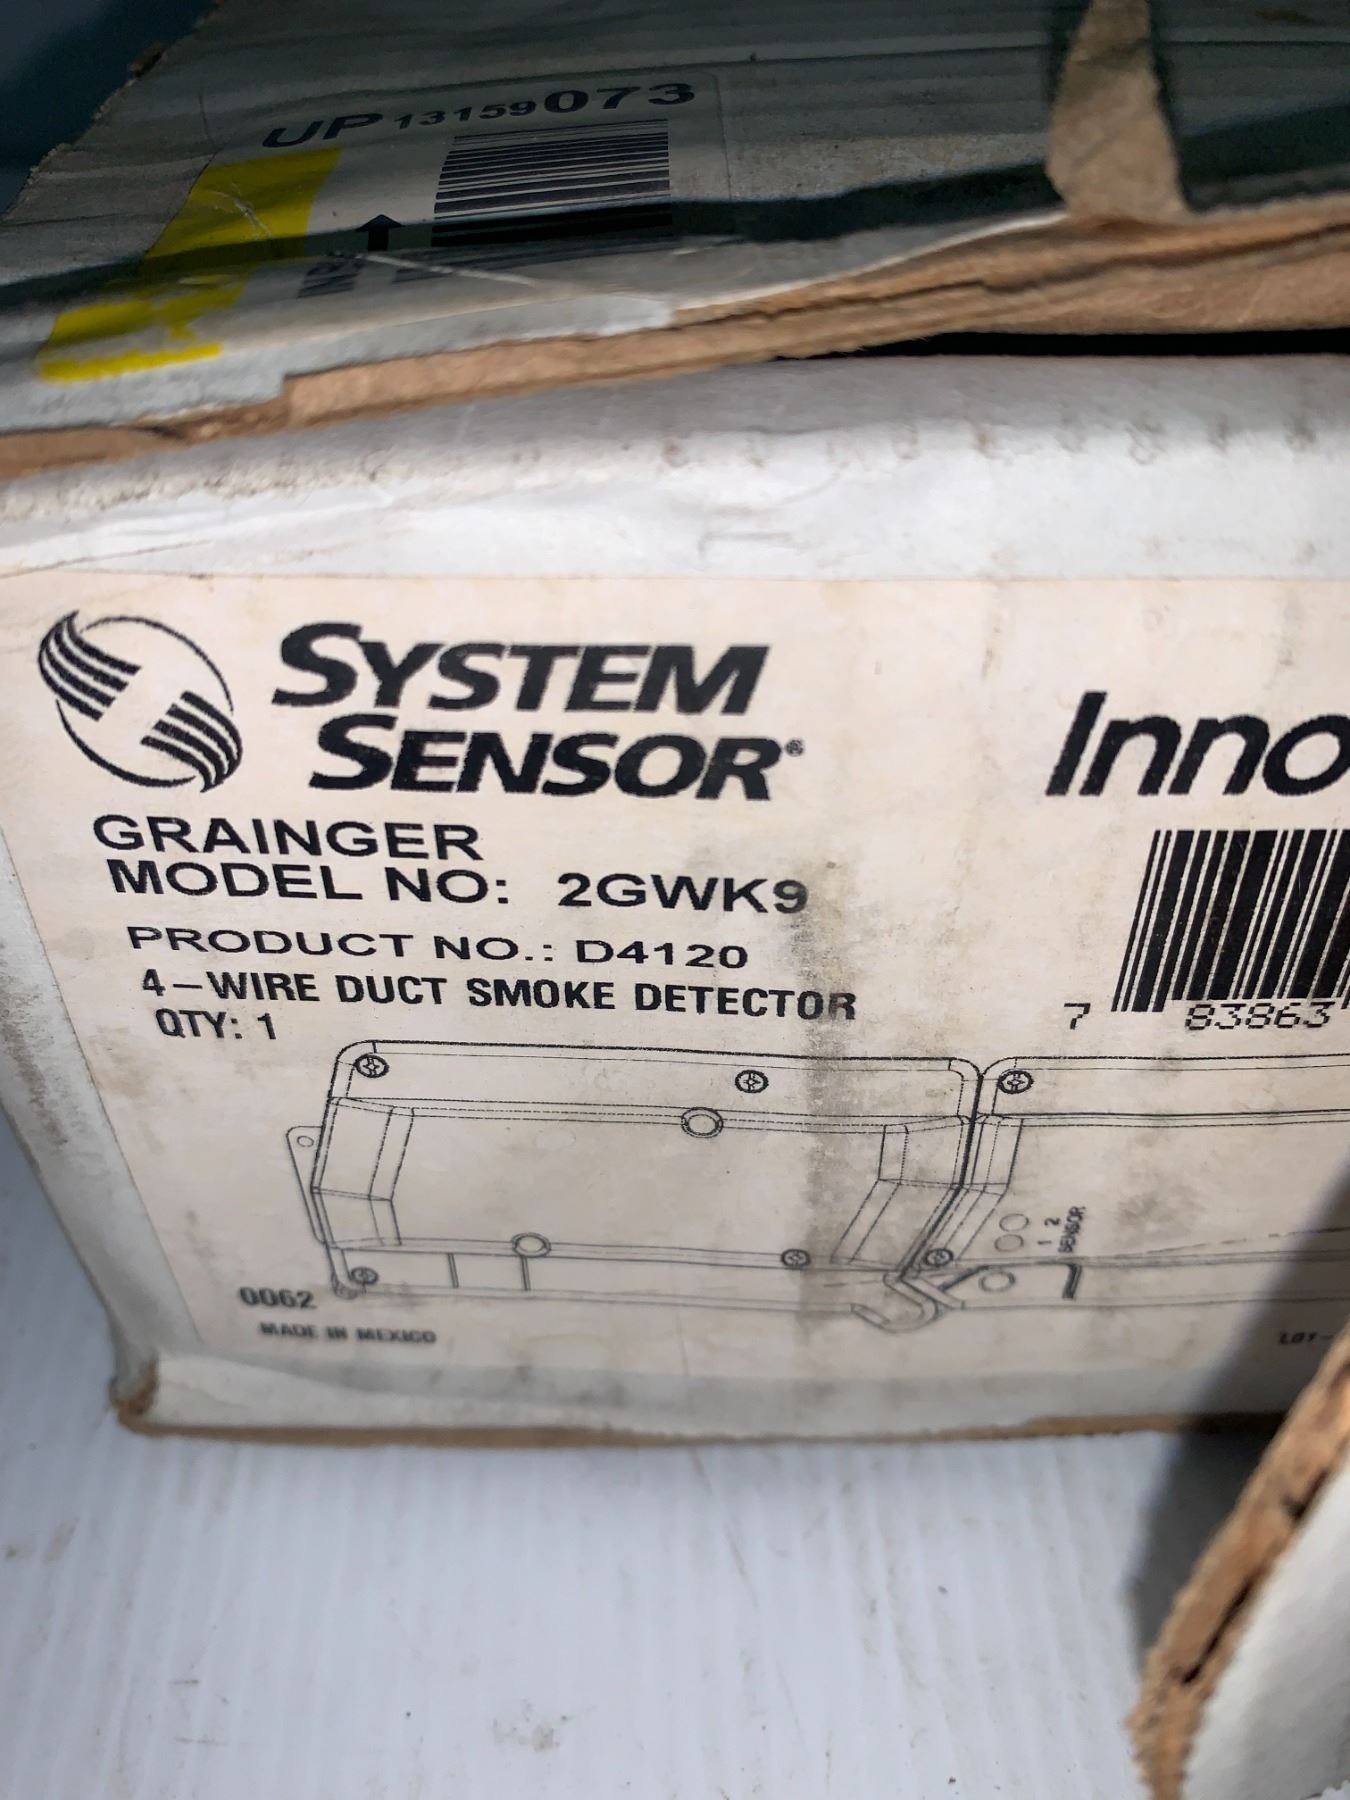 UP13159073
SYSTEM
SENSOR®
Inno
GRAINGER
MODEL NO: 2GWK9
PRODUCT NO.: D4120
4-WIRE DUCT SMOKE DETECTOR
QTY: 1
7 83863
1 2
SENSOR
0062
MADE IN MEXICO
LOT-